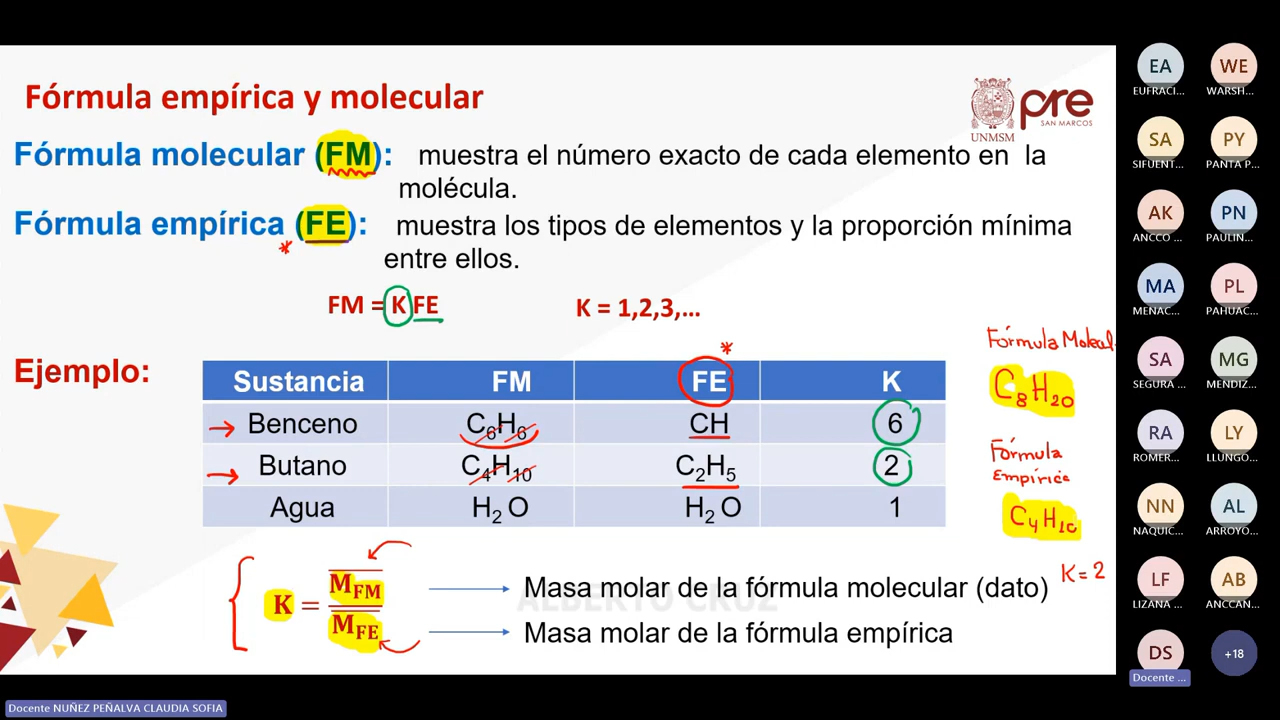 Fórmula empírica y molecular
UNMSM
pre
SAN MARCOS
Fórmula molecular (FM): muestra el número exacto de cada elemento en la
molécula.
Fórmula empírica (FE): muestra los tipos de elementos y la proporción mínima
*
entre ellos.
FM = K FE K = 1,2,3,...
Ejemplo:
*
Sustancia FM FE K
Benceno C6H6 CH 6
Butano C4H10 C2H5 2
Agua H2O H2O 1
Fórmula Molecul
C8H20
Fórmula
Empírica
C4H10
K=2
K = MFM / MFE
Masa molar de la fórmula molecular (dato)
ALBERTO CRUZ
Masa molar de la fórmula empírica
EA WE
EUFRACI... WARSH...
SA PY
SIFUENT... PANTA P...
AK PN
ANCCO ... PAULIN...
MA PL
MENAC... PAHUAC...
SA MG
SEGURA ... MENDIZ...
RA LY
ROMER... LLUNGO...
NN AL
NAQUIC... ARROYO...
LF AB
LIZANA ... ANCCAN...
DS +18
Docente ...
Docente NUÑEZ PEÑALVA CLAUDIA SOFIA